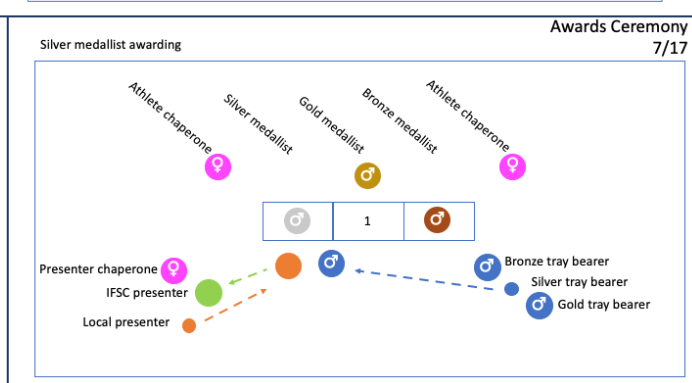 Awards Ceremony
7/17
Silver medallist awarding
Athlete chaperone
Silver medallist
Gold medallist
Bronze medallist
Athlete chaperone
1
Presenter chaperone
IFSC presenter
Local presenter
Bronze tray bearer
Silver tray bearer
Gold tray bearer